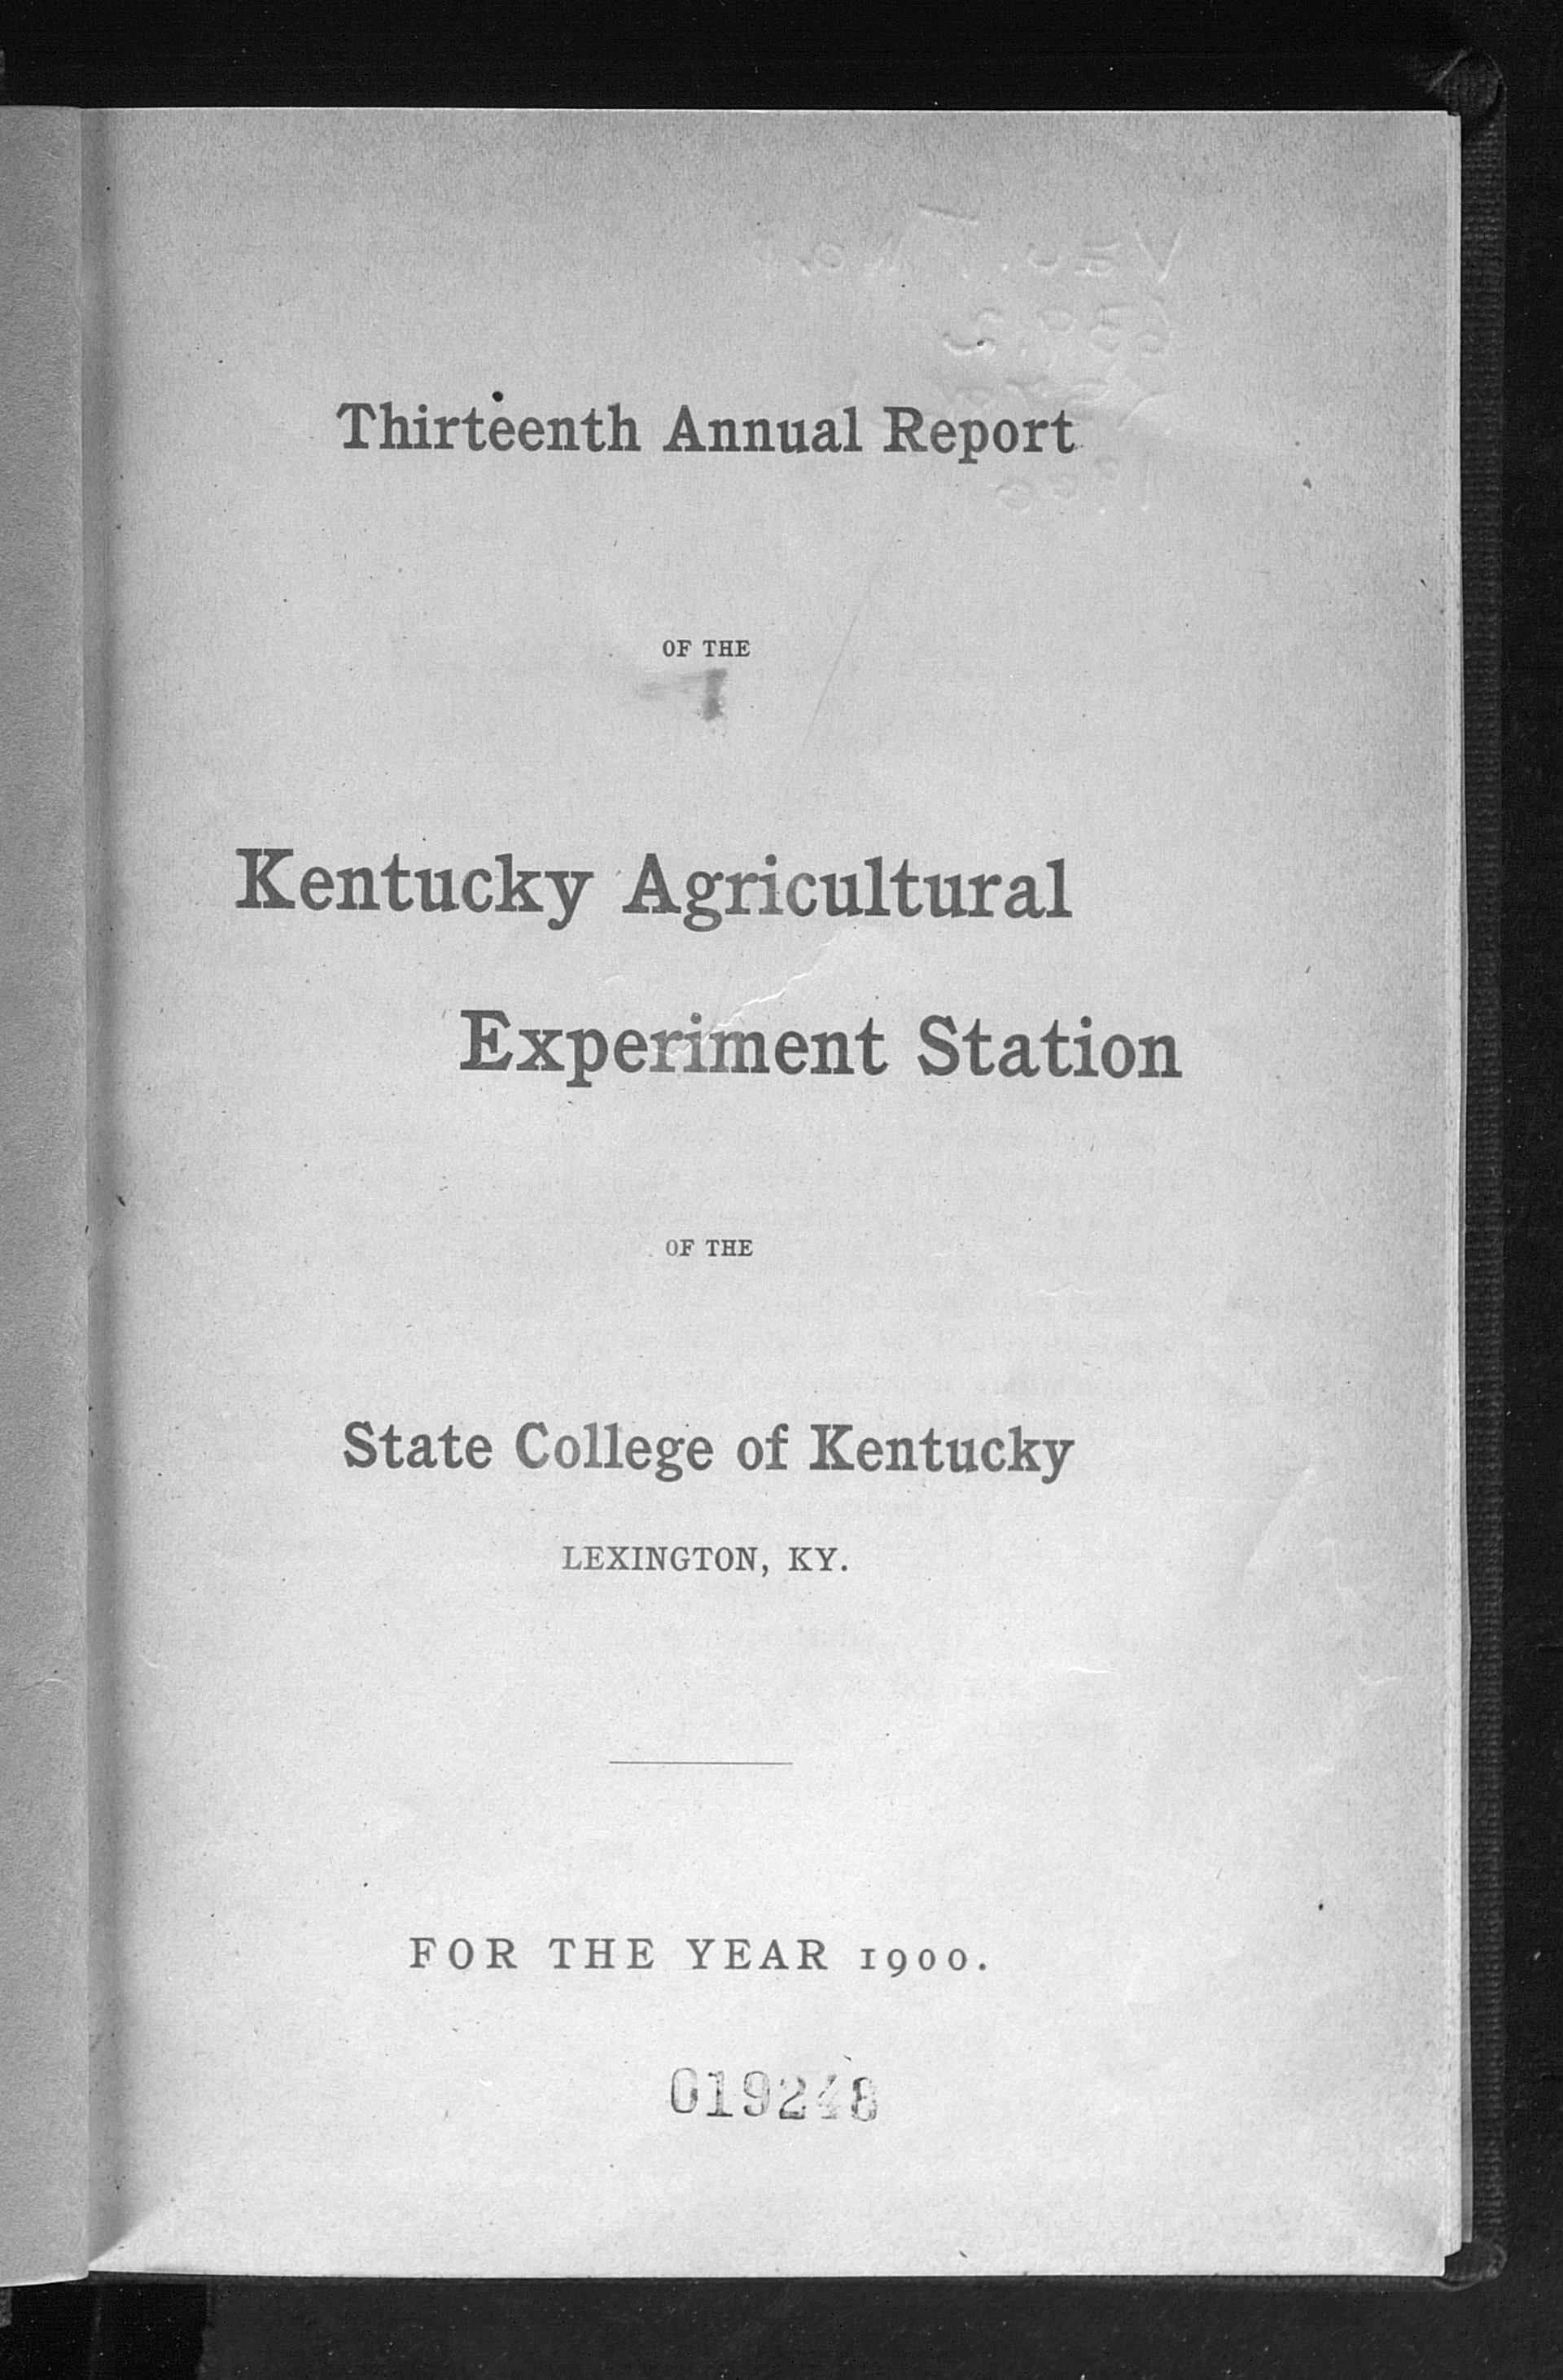 Thirteenth Annual Report
OF THE
Kentucky Agricultural
Experiment Station
OF THE
State College of Kentucky
LEXINGTON, KY.
FOR THE YEAR 1900.
019248